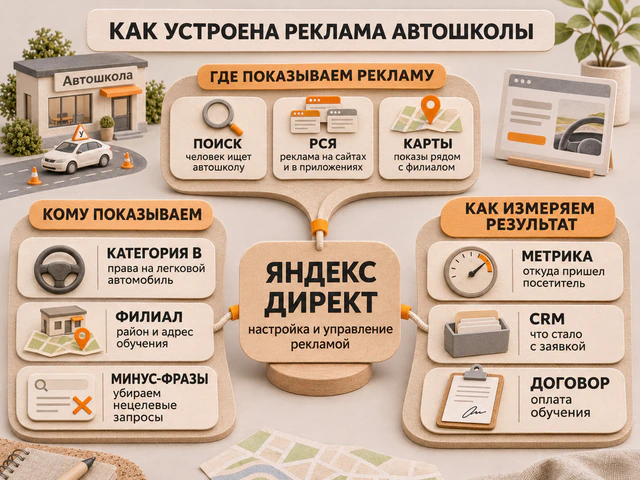 КАК УСТРОЕНА РЕКЛАМА АВТОШКОЛЫ
Автошкола
У
ГДЕ ПОКАЗЫВАЕМ РЕКЛАМУ
ПОИСК
человек ищет
автошколу
РСЯ
реклама на сайтах
и в приложениях
КАРТЫ
показы рядом
с филиалом
КОМУ ПОКАЗЫВАЕМ
КАТЕГОРИЯ В
права на легковой
автомобиль
ФИЛИАЛ
район и адрес
обучения
МИНУС-ФРАЗЫ
убираем
нецелевые
запросы
ЯНДЕКС
ДИРЕКТ
настройка и управление
рекламой
КАК ИЗМЕРЯЕМ
РЕЗУЛЬТАТ
МЕТРИКА
откуда пришел
посетитель
CRM
что стало
с заявкой
ДОГОВОР
оплата
обучения